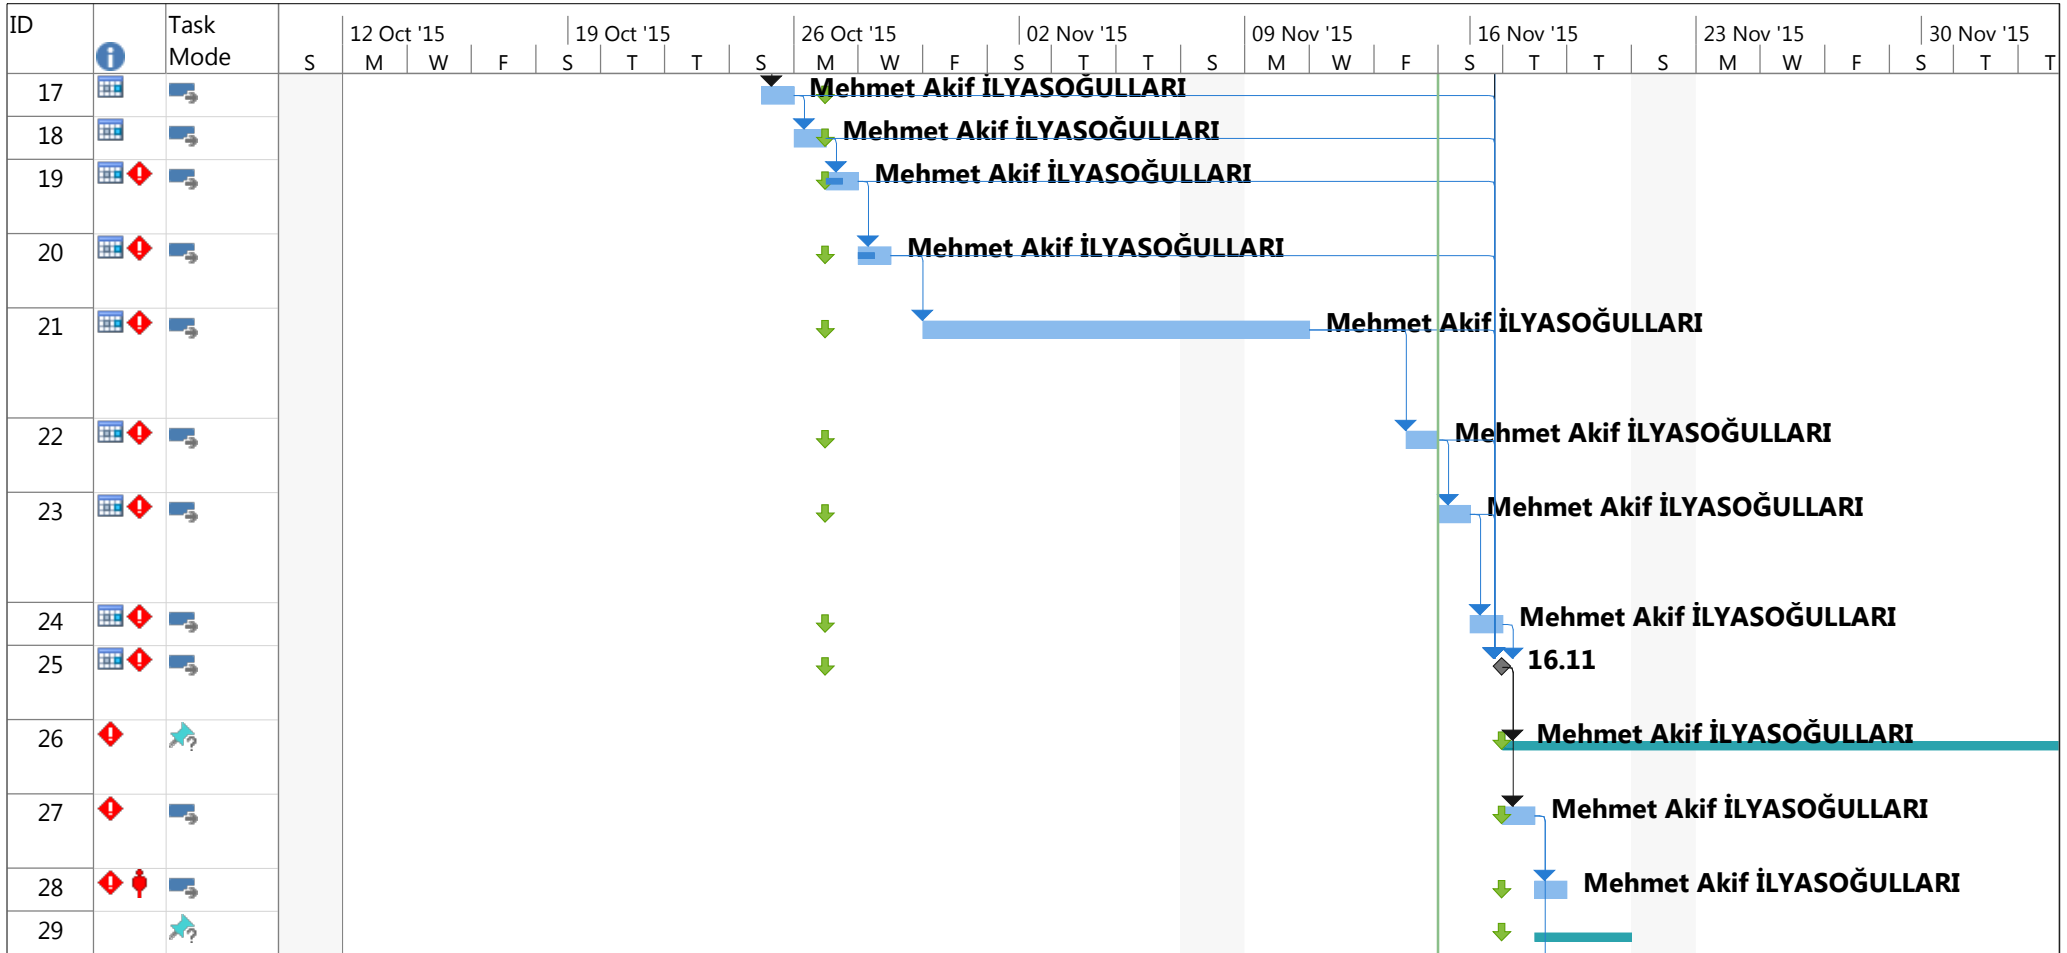 ID Task Mode 12 Oct '15 19 Oct '15 26 Oct '15 02 Nov '15 09 Nov '15 16 Nov '15 23 Nov '15 30 Nov '15
S M W F S T T S M W F S T T S M W F S T T S M W F S T T
17 Mehmet Akif İLYASOĞULLARI
18 Mehmet Akif İLYASOĞULLARI
19 Mehmet Akif İLYASOĞULLARI
20 Mehmet Akif İLYASOĞULLARI
21 Mehmet Akif İLYASOĞULLARI
22 Mehmet Akif İLYASOĞULLARI
23 Mehmet Akif İLYASOĞULLARI
24 Mehmet Akif İLYASOĞULLARI
25 16.11
26 Mehmet Akif İLYASOĞULLARI
27 Mehmet Akif İLYASOĞULLARI
28 Mehmet Akif İLYASOĞULLARI
29